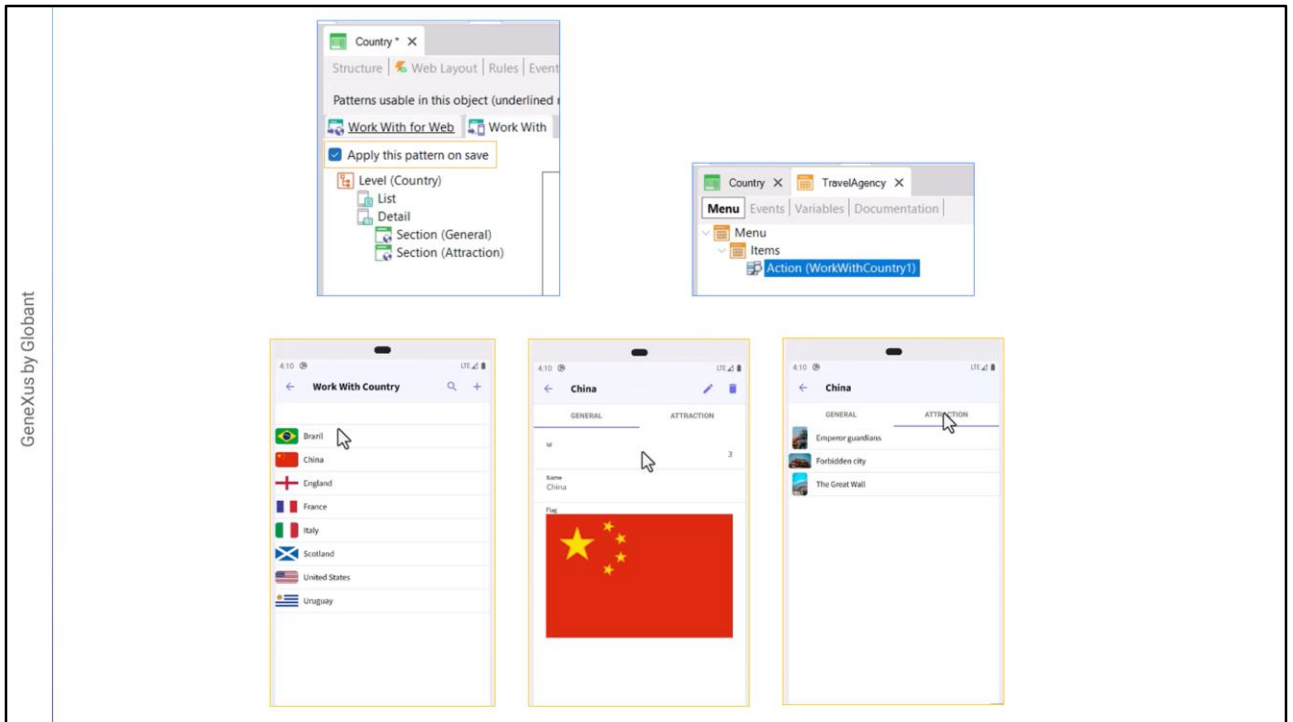 GeneXus by Globant
Country *
Structure Web Layout Rules Event
Patterns usable in this object (underlined
Work With for Web Work With
Apply this pattern on save
Level (Country)
List
Detail
Section (General)
Section (Attraction)
Country TravelAgency
Menu Events Variables Documentation
Menu
Items
Action (WorkWithCountry1)
4:10 LTE
Work With Country
Brazil
China
England
France
Italy
Scotland
United States
Uruguay
4:10 LTE
China
GENERAL ATTRACTION
Id
3
Name
China
Flag
4:10 LTE
China
GENERAL ATTRACTION
Emperor guardians
Forbidden city
The Great Wall